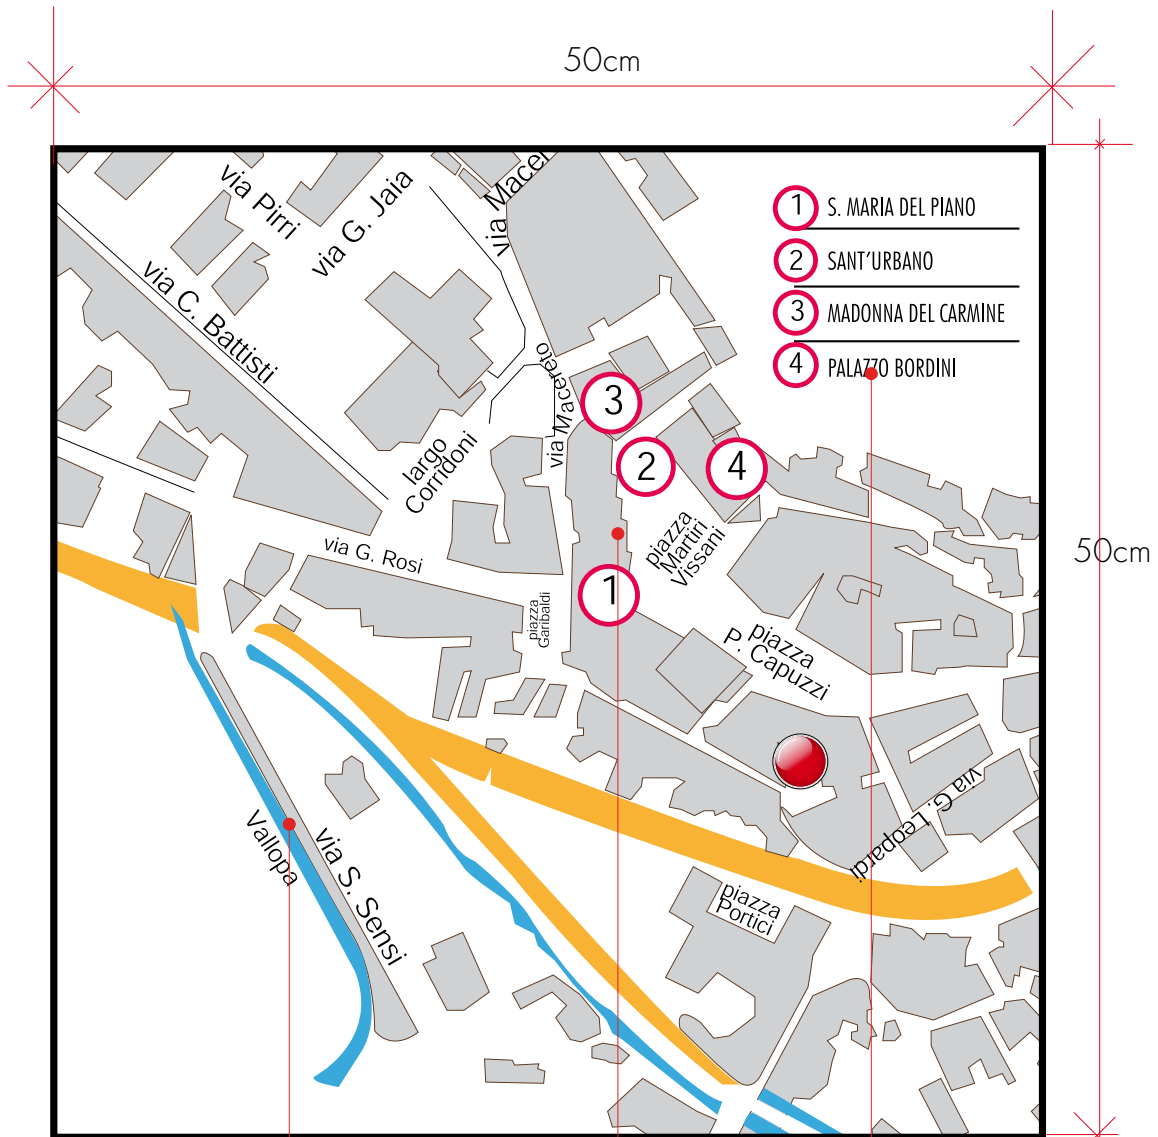 50cm
via Macer
via Pirri
via G. Jaia
1 S. MARIA DEL PIANO
2 SANT'URBANO
3 MADONNA DEL CARMINE
4 PALAZZO BORDINI
via C. Battisti
via Macereto
3
largo
Corridoni
2
4
piazza
Martiri
Vissani
50cm
via G. Rosi
1
piazza
Garibaldi
piazza
P. Capuzzi
via G. Leopardi
Vallopa
via S. Sensi
piazza
Portici